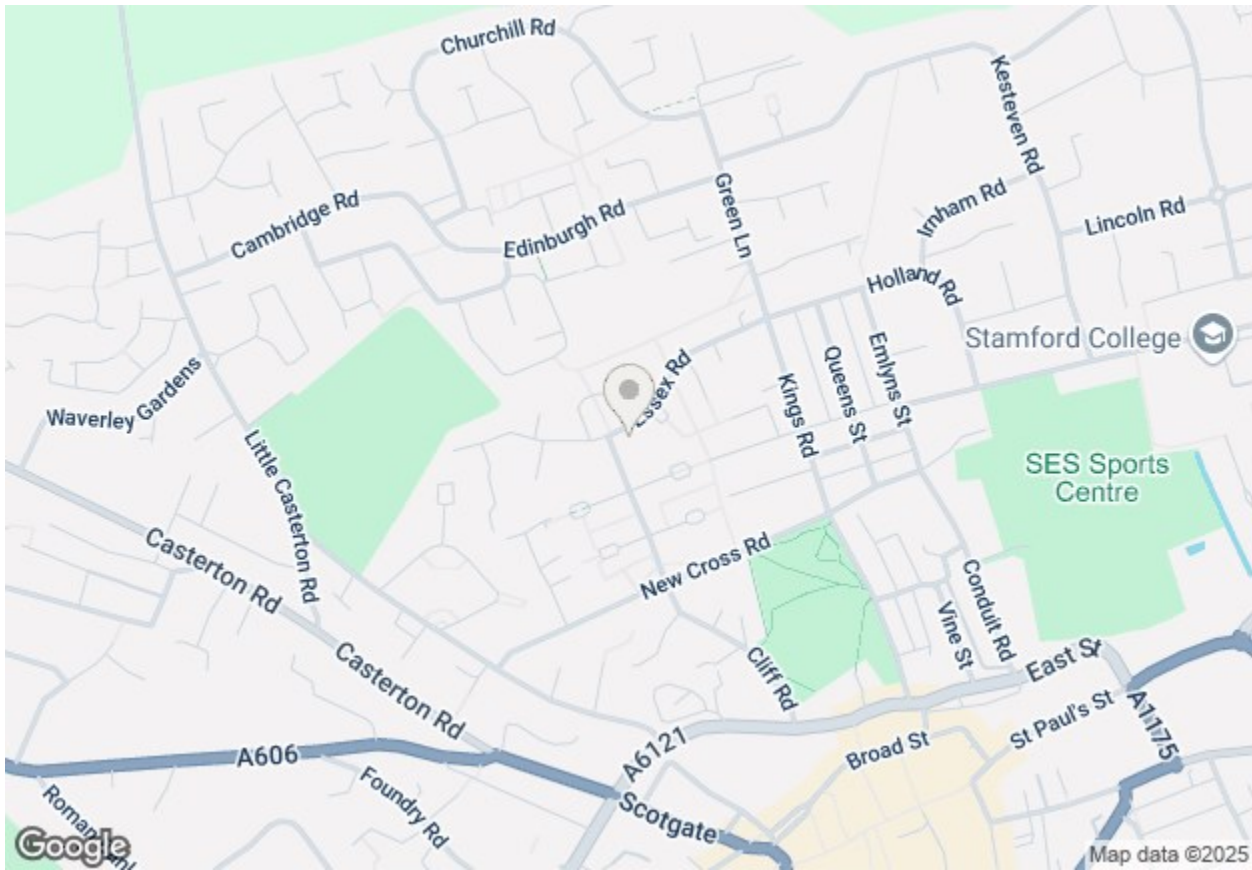 Churchill Rd
Kesteven Rd
Cambridge Rd
Edinburgh Rd
Green Ln
Irnham Rd
Lincoln Rd
Holland Rd
Stamford College
Essex Rd
Kings Rd
Queens St
Emlyns St
Waverley Gardens
Little Casterton Rd
SES Sports
Centre
Casterton Rd
New Cross Rd
Conduit Rd
Vine St
Casterton Rd
Cliff Rd
East St
St Paul's St
A1175
A6121
Broad St
A606
Foundry Rd
Scotgate
Google
Map data ©2025